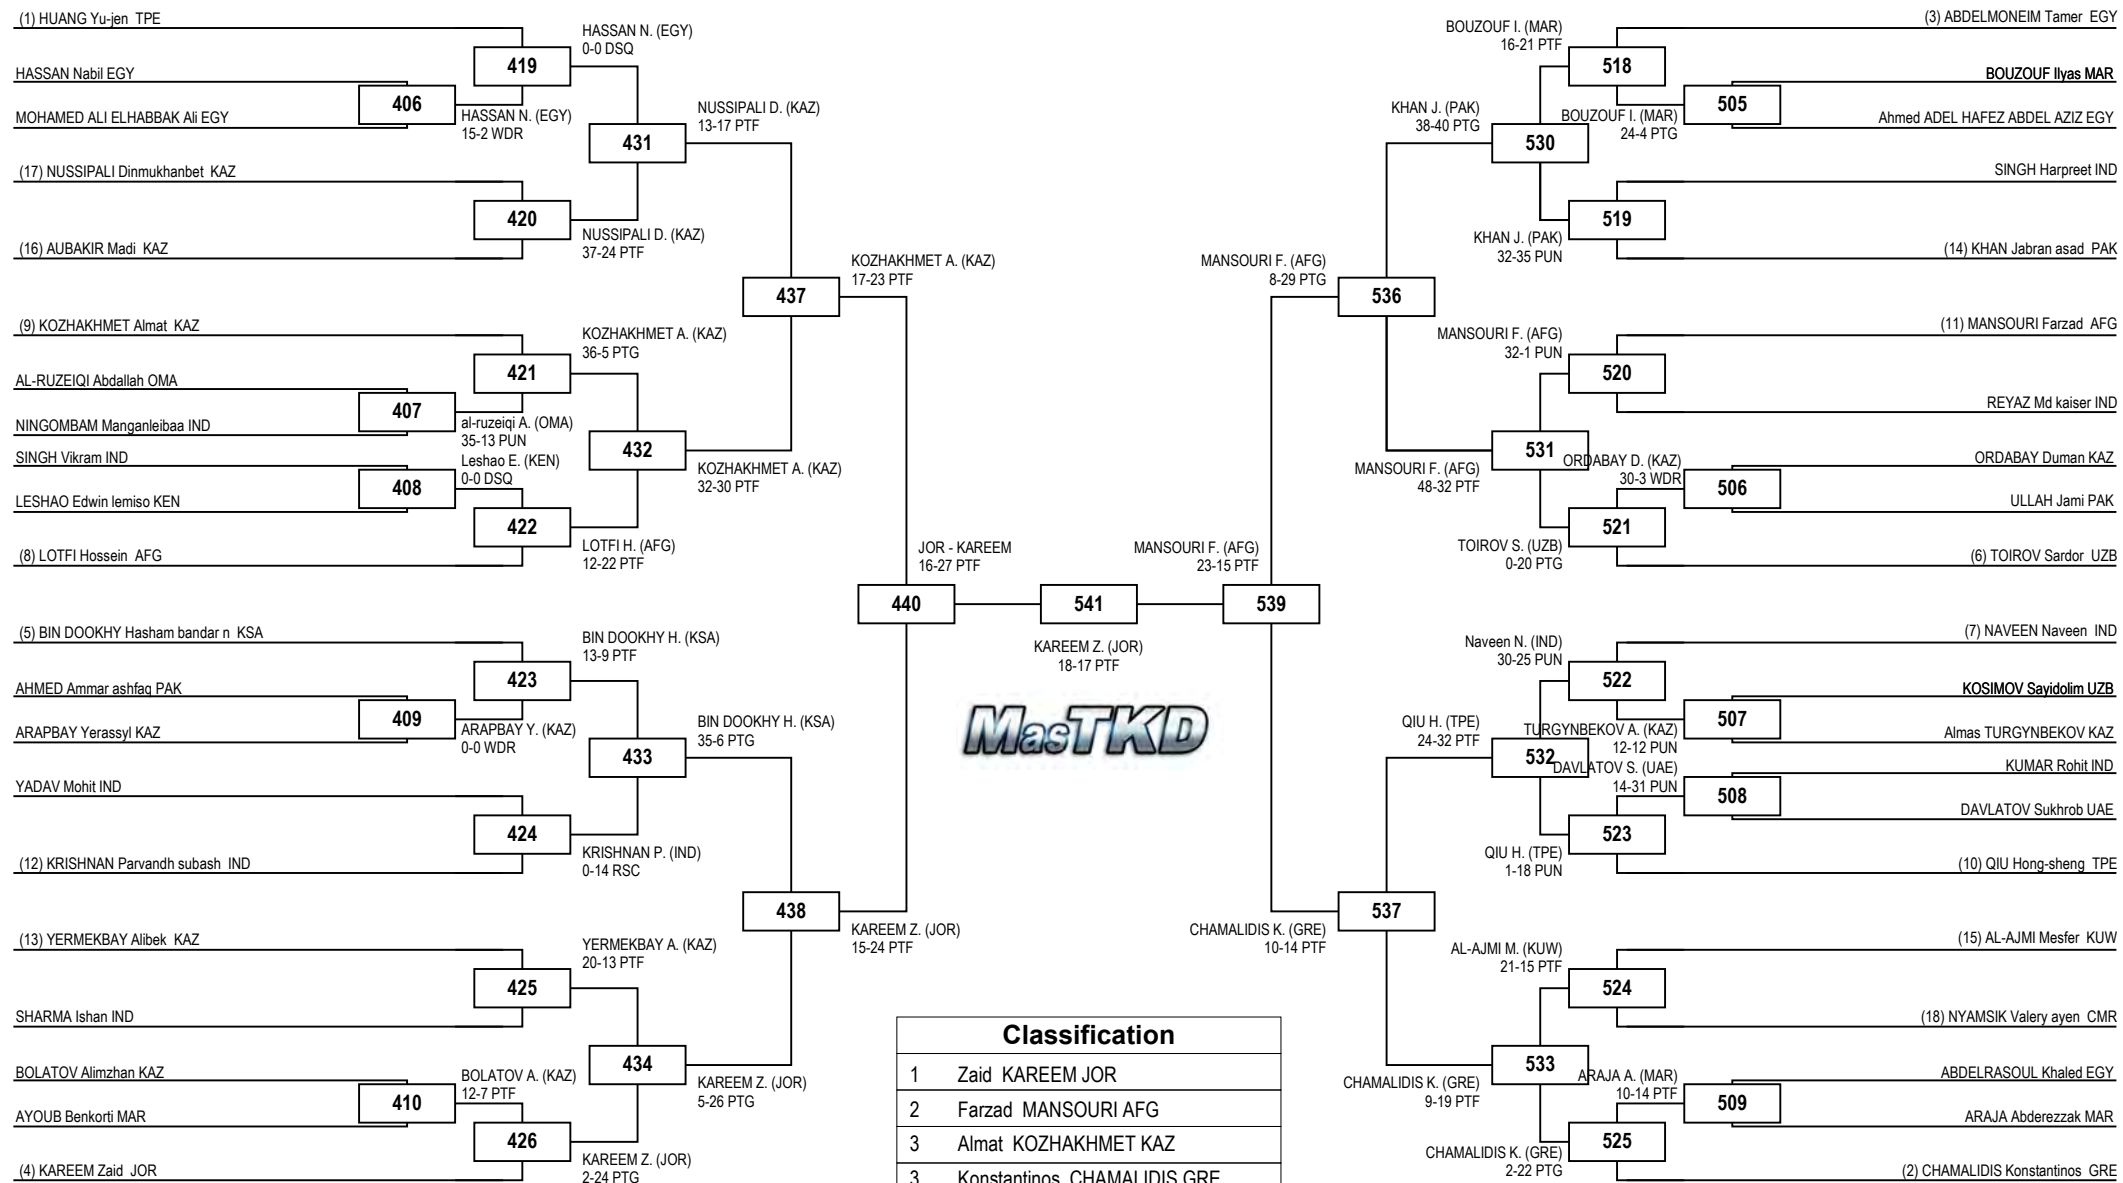 (1) HUANG Yu-jen TPE
HASSAN Nabil EGY
MOHAMED ALI ELHABBAK Ali EGY
(17) NUSSIPALI Dinmukhanbet KAZ
(16) AUBAKIR Madi KAZ
(9) KOZHAKHMET Almat KAZ
AL-RUZEIQI Abdallah OMA
NINGOMBAM Manganleibaa IND
SINGH Vikram IND
LESHAO Edwin lemiso KEN
(8) LOTFI Hossein AFG
(5) BIN DOOKHY Hasham bandar n KSA
AHMED Ammar ashfaq PAK
ARAPBAY Yerassyl KAZ
YADAV Mohit IND
(12) KRISHNAN Parvandh subash IND
(13) YERMEKBAY Alibek KAZ
SHARMA Ishan IND
BOLATOV Alimzhan KAZ
AYOUB Benkorti MAR
(4) KAREEM Zaid JOR
406
HASSAN N. (EGY)
15-2 WDR
407
al-ruzeiqi A. (OMA)
35-13 PUN
408
Leshao E. (KEN)
0-0 DSQ
409
ARAPBAY Y. (KAZ)
0-0 WDR
410
BOLATOV A. (KAZ)
12-7 PTF
419
HASSAN N. (EGY)
0-0 DSQ
420
NUSSIPALI D. (KAZ)
37-24 PTF
421
KOZHAKHMET A. (KAZ)
36-5 PTG
422
LOTFI H. (AFG)
12-22 PTF
423
BIN DOOKHY H. (KSA)
13-9 PTF
424
KRISHNAN P. (IND)
0-14 RSC
425
YERMEKBAY A. (KAZ)
20-13 PTF
426
KAREEM Z. (JOR)
2-24 PTG
431
NUSSIPALI D. (KAZ)
13-17 PTF
432
KOZHAKHMET A. (KAZ)
32-30 PTF
433
BIN DOOKHY H. (KSA)
35-6 PTG
434
KAREEM Z. (JOR)
5-26 PTG
437
KOZHAKHMET A. (KAZ)
17-23 PTF
438
KAREEM Z. (JOR)
15-24 PTF
440
JOR - KAREEM
16-27 PTF
541
KAREEM Z. (JOR)
18-17 PTF
MasTKD
Classification
1 Zaid KAREEM JOR
2 Farzad MANSOURI AFG
3 Almat KOZHAKHMET KAZ
3 Konstantinos CHAMALIDIS GRE
MANSOURI F. (AFG)
23-15 PTF
539
MANSOURI F. (AFG)
8-29 PTG
536
CHAMALIDIS K. (GRE)
10-14 PTF
537
KHAN J. (PAK)
38-40 PTG
530
MANSOURI F. (AFG)
48-32 PTF
531
QIU H. (TPE)
24-32 PTF
532
CHAMALIDIS K. (GRE)
9-19 PTF
533
BOUZOUF I. (MAR)
16-21 PTF
518
KHAN J. (PAK)
32-35 PUN
519
MANSOURI F. (AFG)
32-1 PUN
520
TOIROV S. (UZB)
0-20 PTG
521
Naveen N. (IND)
30-25 PUN
522
QIU H. (TPE)
1-18 PUN
523
AL-AJMI M. (KUW)
21-15 PTF
524
CHAMALIDIS K. (GRE)
2-22 PTG
525
BOUZOUF I. (MAR)
24-4 PTG
505
ORDABAY D. (KAZ)
30-3 WDR
506
TURGYNBEKOV A. (KAZ)
12-12 PUN
507
DAVLATOV S. (UAE)
14-31 PUN
508
ARAJA A. (MAR)
10-14 PTF
509
(3) ABDELMONEIM Tamer EGY
BOUZOUF Ilyas MAR
Ahmed ADEL HAFEZ ABDEL AZIZ EGY
SINGH Harpreet IND
(14) KHAN Jabran asad PAK
(11) MANSOURI Farzad AFG
REYAZ Md kaiser IND
ORDABAY Duman KAZ
ULLAH Jami PAK
(6) TOIROV Sardor UZB
(7) NAVEEN Naveen IND
KOSIMOV Sayidolim UZB
Almas TURGYNBEKOV KAZ
KUMAR Rohit IND
DAVLATOV Sukhrob UAE
(10) QIU Hong-sheng TPE
(15) AL-AJMI Mesfer KUW
(18) NYAMSIK Valery ayen CMR
ABDELRASOUL Khaled EGY
ARAJA Abderezzak MAR
(2) CHAMALIDIS Konstantinos GRE